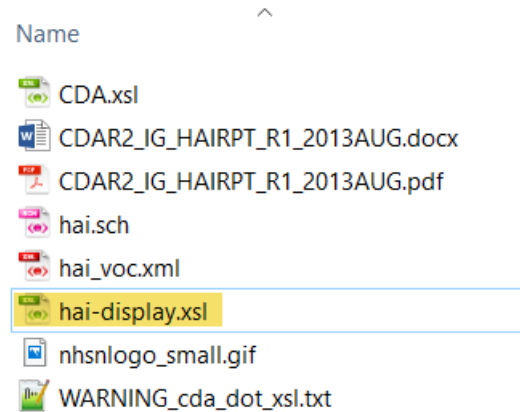 Name
CDA.xsl
CDAR2_IG_HAIRPT_R1_2013AUG.docx
CDAR2_IG_HAIRPT_R1_2013AUG.pdf
hai.sch
hai_voc.xml
hai-display.xsl
nhsnlogo_small.gif
WARNING_cda_dot_xsl.txt